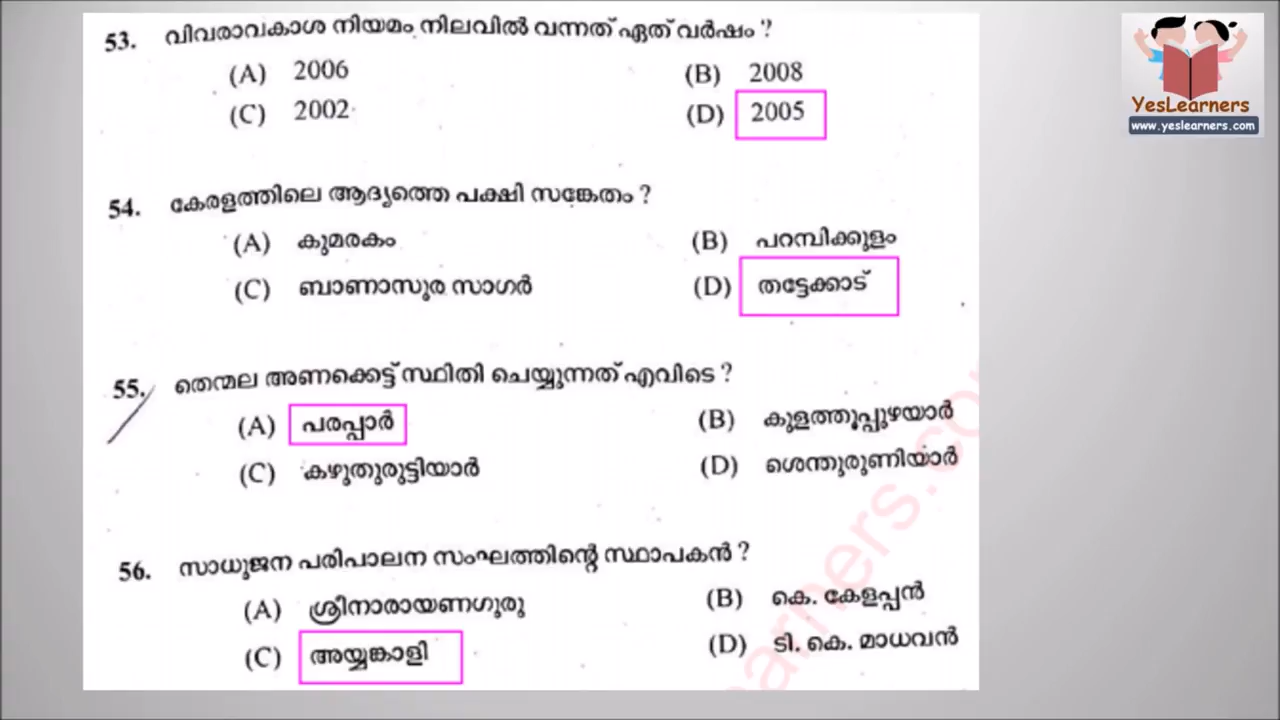 53. വിവരാവകാശ നിയമം നിലവിൽ വന്നത് ഏത് വർഷം ?
(A) 2006 (B) 2008
(C) 2002 (D) 2005
54. കേരളത്തിലെ ആദ്യത്തെ പക്ഷി സങ്കേതം ?
(A) കുമരകം (B) പറമ്പിക്കുളം
(C) ബാണാസുര സാഗർ (D) തട്ടേക്കാട്
55. തെന്മല അണക്കെട്ട് സ്ഥിതി ചെയ്യുന്നത് എവിടെ ?
(A) പരപ്പാർ (B) കുളത്തൂപ്പുഴയാർ
(C) കഴുതുരുട്ടിയാർ (D) ശെന്തുരുണിയാർ
56. സാധുജന പരിപാലന സംഘത്തിന്റെ സ്ഥാപകൻ ?
(A) ശ്രീനാരായണഗുരു (B) കെ. കേളപ്പൻ
(C) അയ്യങ്കാളി (D) ടി. കെ. മാധവൻ
YesLearners
www.yeslearners.com